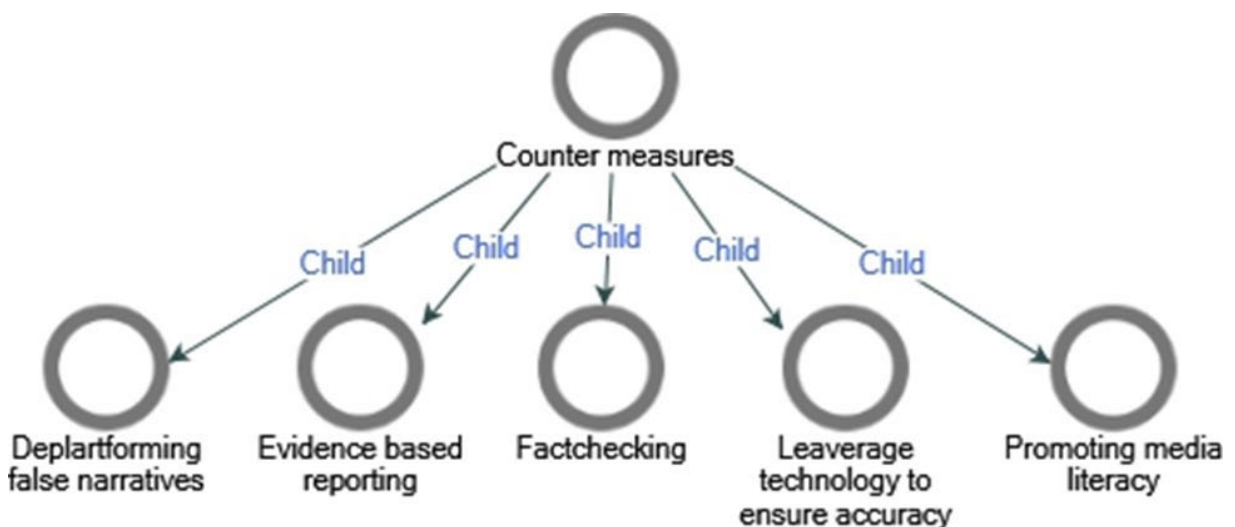 Counter measures
Child
Child
Child
Child
Child
Deplartforming
false narratives
Evidence based
reporting
Factchecking
Leaverage
technology to
ensure accuracy
Promoting media
literacy